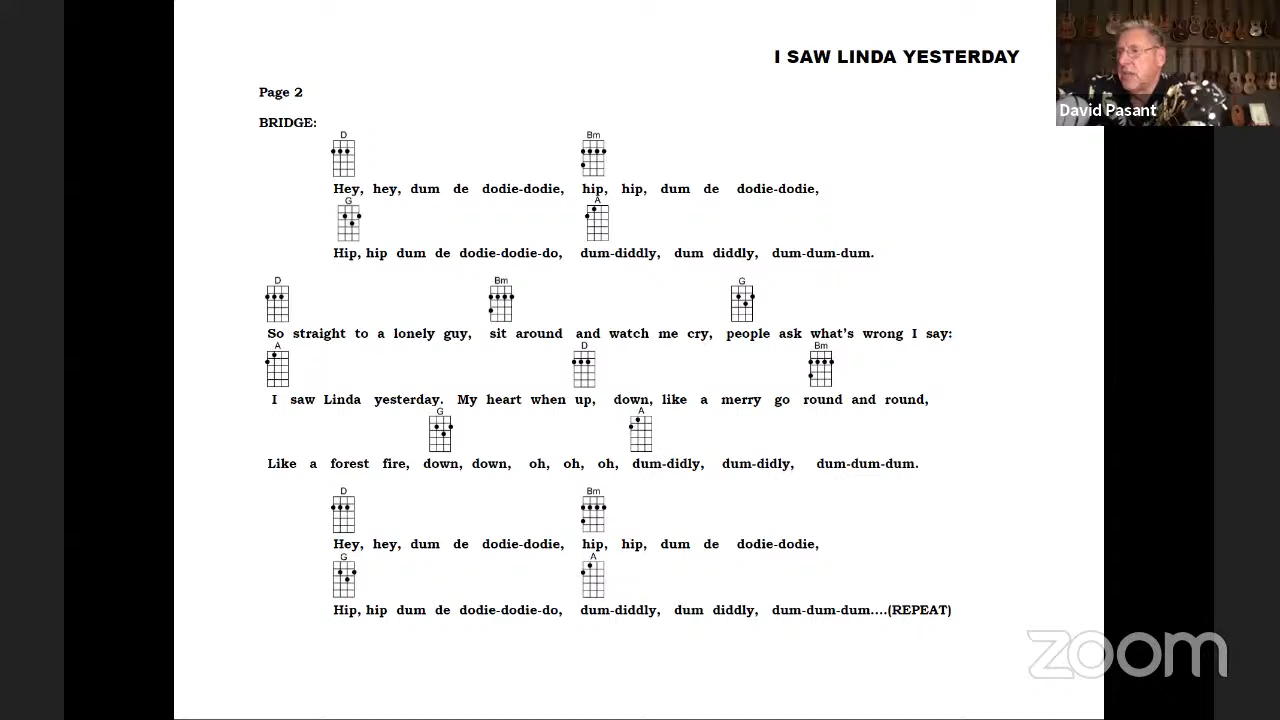 I SAW LINDA YESTERDAY
David Pasant
Page 2
BRIDGE:
D Bm
Hey, hey, dum de dodie-dodie, hip, hip, dum de dodie-dodie,
G A
Hip, hip dum de dodie-dodie-do, dum-diddly, dum diddly, dum-dum-dum.
D Bm G
So straight to a lonely guy, sit around and watch me cry, people ask what's wrong I say:
A D Bm
I saw Linda yesterday. My heart when up, down, like a merry go round and round,
G A
Like a forest fire, down, down, oh, oh, oh, dum-didly, dum-didly, dum-dum-dum.
D Bm
Hey, hey, dum de dodie-dodie, hip, hip, dum de dodie-dodie,
G A
Hip, hip dum de dodie-dodie-do, dum-diddly, dum diddly, dum-dum-dum....(REPEAT)
zoom